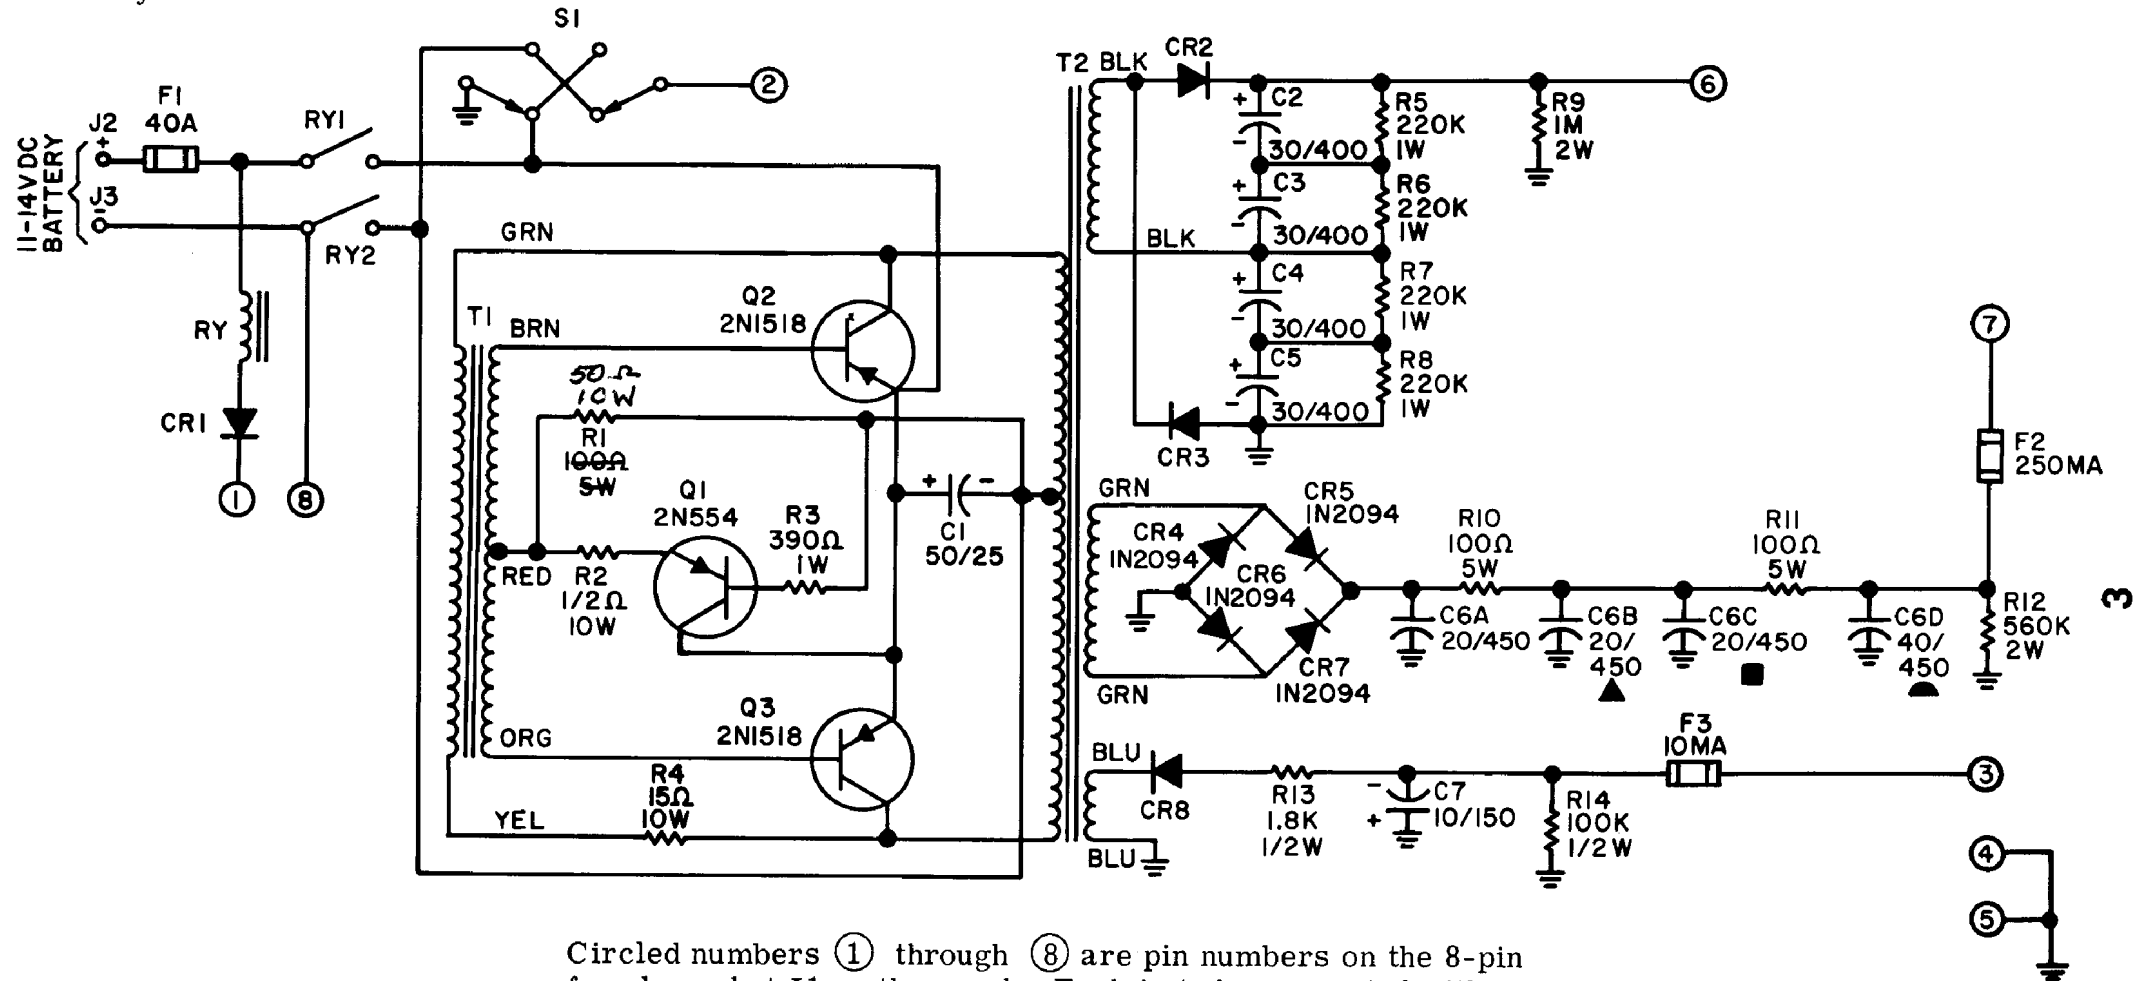 S1
F1
40A
J2
+
RY1
2
11-14VDC
BATTERY
J3
-
RY2
RY
CR1
1
8
GRN
T1
BRN
Q2
2N1518
50 Ω
10W
R1
100Ω
5W
Q1
2N554
R3
390Ω
1W
RED
R2
1/2Ω
10W
+
-
C1
50/25
Q3
2N1518
ORG
R4
15Ω
10W
YEL
T2
BLK
CR2
6
+
C2
-
30/400
R5
220K
1W
R9
1M
2W
+
C3
-
30/400
R6
220K
1W
BLK
+
C4
-
30/400
R7
220K
1W
+
C5
-
30/400
R8
220K
1W
CR3
GRN
CR4
1N2094
CR5
1N2094
CR6
1N2094
CR7
1N2094
GRN
R10
100Ω
5W
R11
100Ω
5W
C6A
20/450
C6B
20/
450
C6C
20/450
C6D
40/
450
R12
560K
2W
7
F2
250MA
3
BLU
CR8
R13
1.8K
1/2W
-
C7
+
10/150
R14
100K
1/2W
F3
10MA
3
BLU
4
5
Circled numbers 1 through 8 are pin numbers on the 8-pin